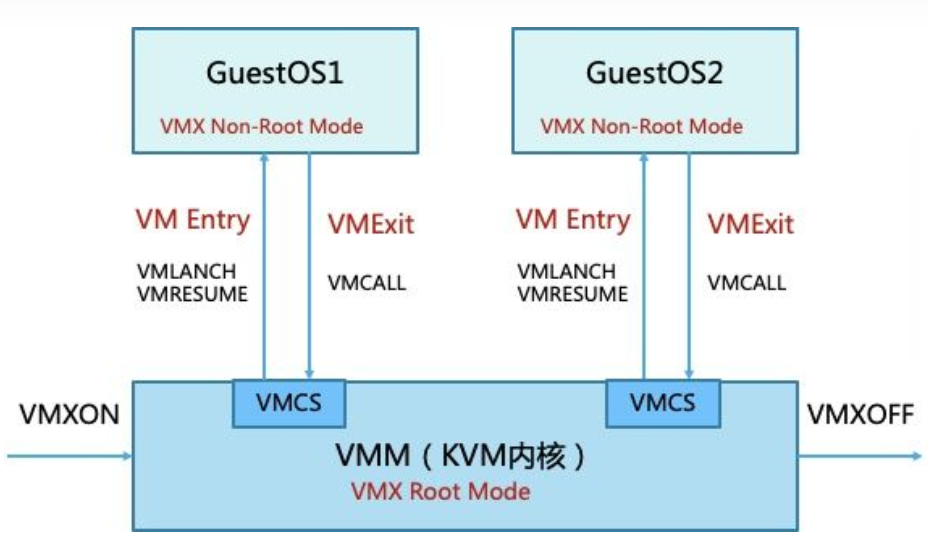 GuestOS1
VMX Non-Root Mode
GuestOS2
VMX Non-Root Mode
VM Entry
VMLANCH
VMRESUME
VMExit
VMCALL
VM Entry
VMLANCH
VMRESUME
VMExit
VMCALL
VMXON
VMCS
VMCS
VMXOFF
VMM（KVM内核）
VMX Root Mode